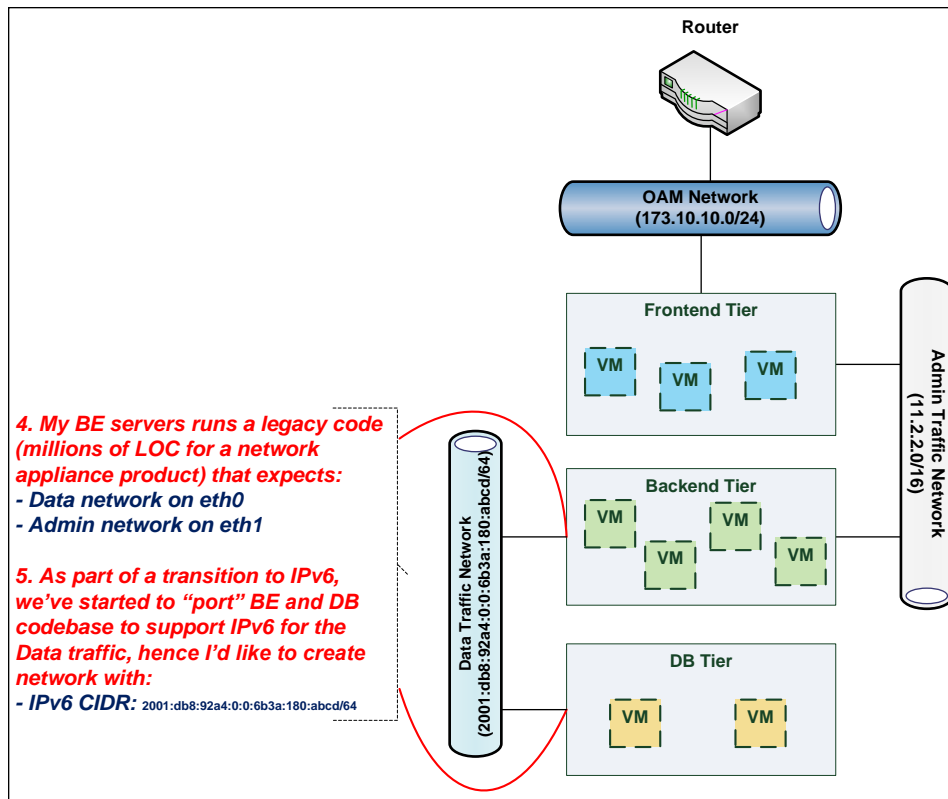 Router
OAM Network
(173.10.10.0/24)
Frontend Tier
VM
VM
VM
Admin Traffic Network
(11.2.2.0/16)
4. My BE servers runs a legacy code
(millions of LOC for a network
appliance product) that expects:
- Data network on eth0
- Admin network on eth1
5. As part of a transition to IPv6,
we’ve started to “port” BE and DB
codebase to support IPv6 for the
Data traffic, hence I’d like to create
network with:
- IPv6 CIDR: 2001:db8:92a4:0:0:6b3a:180:abcd/64
Data Traffic Network
(2001:db8:92a4:0:0:6b3a:180:abcd/64)
Backend Tier
VM
VM
VM
VM
DB Tier
VM
VM